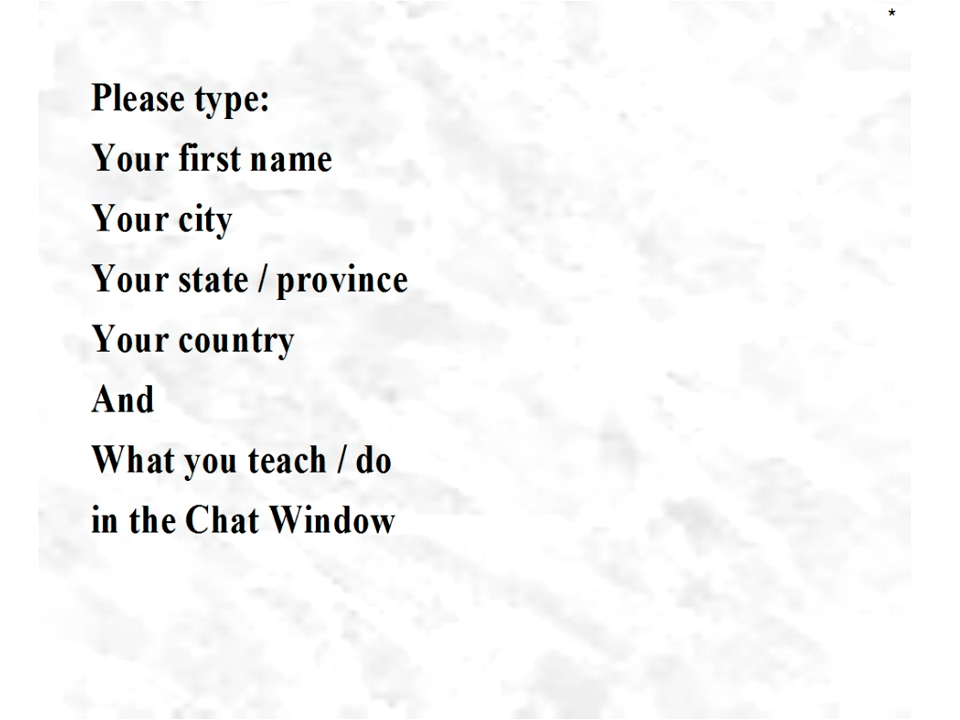 *
Please type:
Your first name
Your city
Your state / province
Your country
And
What you teach / do
in the Chat Window